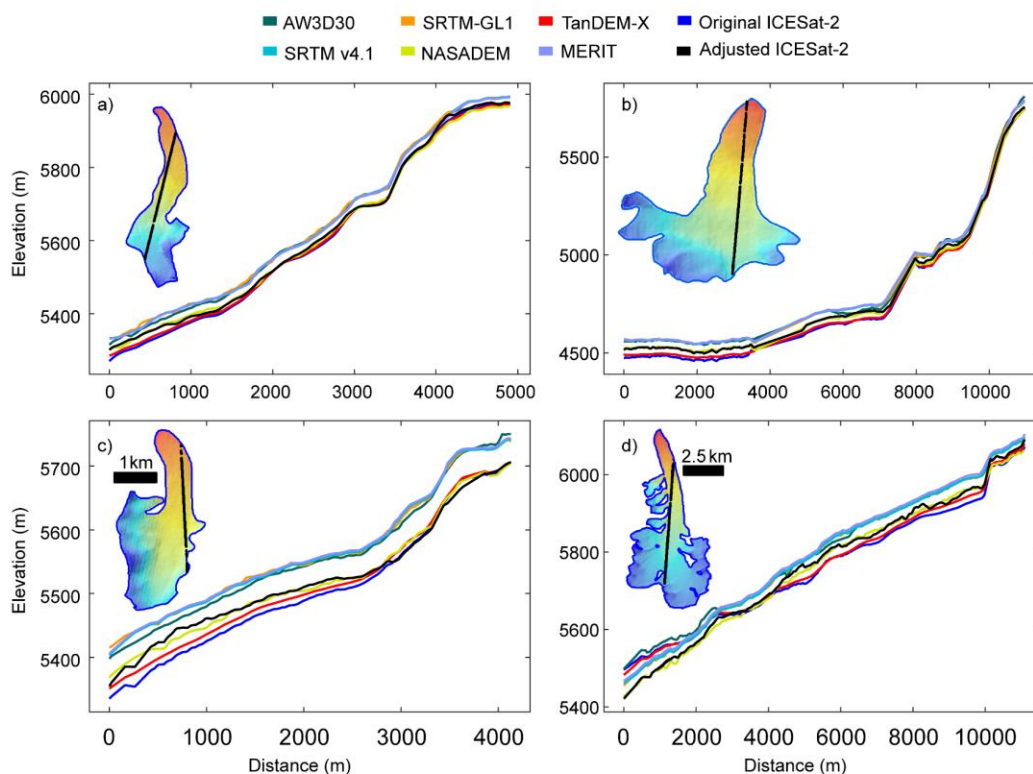 AW3D30 SRTM-GL1 TanDEM-X Original ICESat-2
SRTM v4.1 NASADEM MERIT Adjusted ICESat-2
a)
Elevation (m)
6000
5800
5600
5400
0 1000 2000 3000 4000 5000
b)
5500
5000
4500
0 2000 4000 6000 8000 10000
c)
1km
Elevation (m)
5700
5600
5500
5400
0 1000 2000 3000 4000
Distance (m)
d)
2.5 km
6000
5800
5600
5400
0 2000 4000 6000 8000 10000
Distance (m)